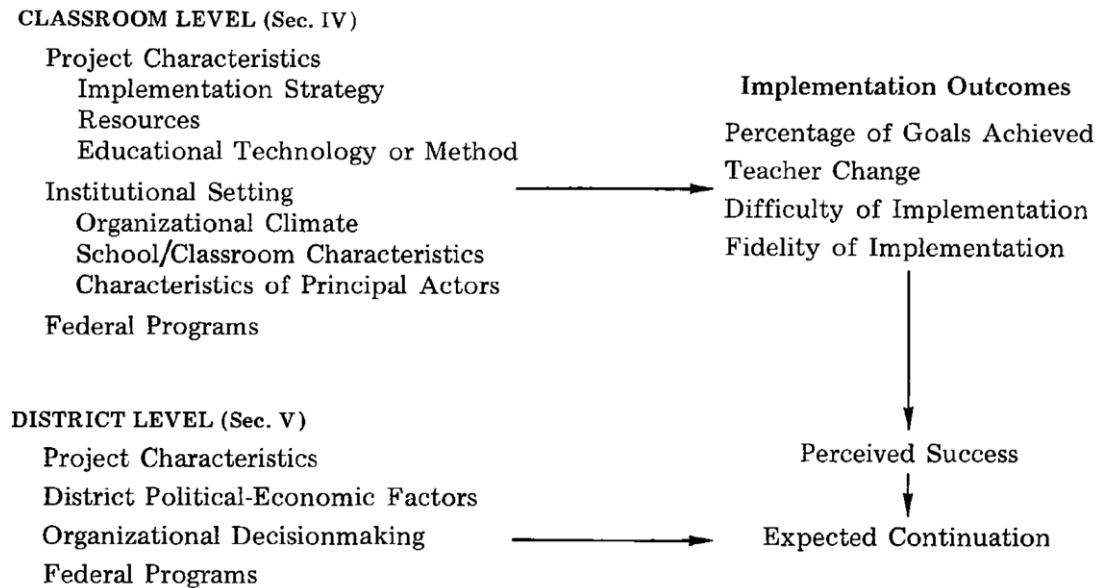 CLASSROOM LEVEL (Sec. IV)
Project Characteristics
Implementation Strategy
Resources
Educational Technology or Method
Institutional Setting
Organizational Climate
School/Classroom Characteristics
Characteristics of Principal Actors
Federal Programs
Implementation Outcomes
Percentage of Goals Achieved
Teacher Change
Difficulty of Implementation
Fidelity of Implementation
DISTRICT LEVEL (Sec. V)
Project Characteristics
District Political-Economic Factors
Organizational Decisionmaking
Federal Programs
Perceived Success
Expected Continuation